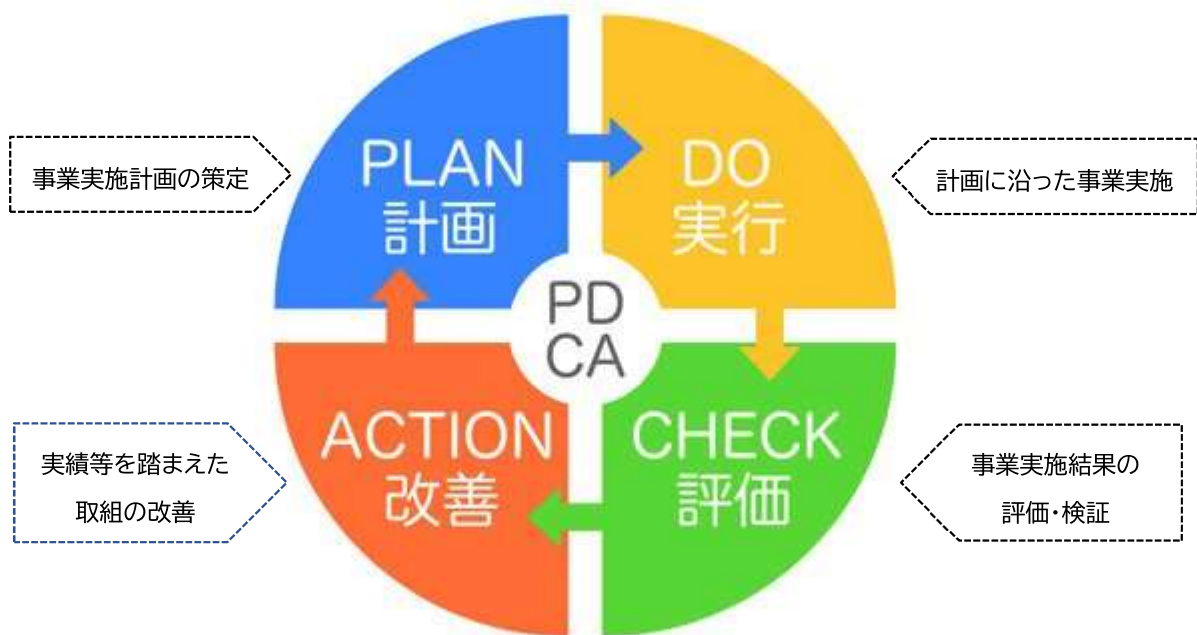 PLAN
計画
DO
実行
事業実施計画の策定
計画に沿った事業実施
PD
CA
ACTION
改善
CHECK
評価
実績等を踏まえた
取組の改善
事業実施結果の
評価・検証